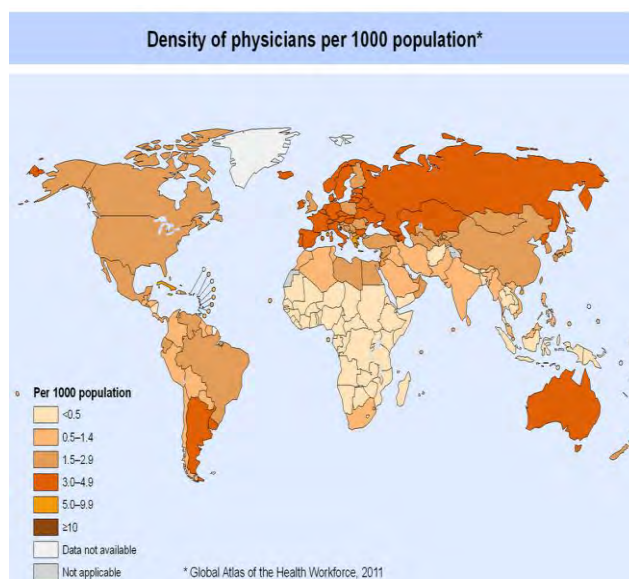 Density of physicians per 1000 population*
Per 1000 population
<0.5
0.5–1.4
1.5–2.9
3.0–4.9
5.0–9.9
≥10
Data not available
Not applicable
* Global Atlas of the Health Workforce, 2011